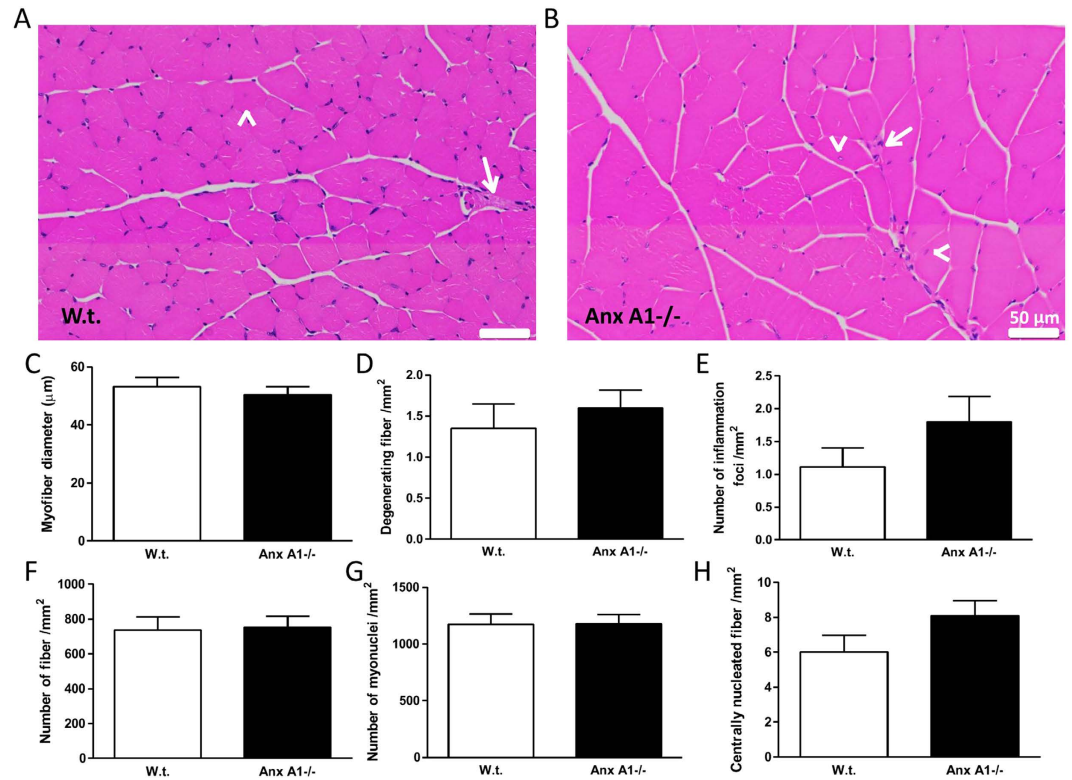 A
B
W.t.
Anx A1-/-
50 µm
C
Myofiber diameter (µm)
60
40
20
0
W.t.
Anx A1-/-
D
Degenerating fiber /mm²
2.0
1.5
1.0
0.5
0.0
W.t.
Anx A1-/-
E
Number of inflammation
foci /mm²
2.5
2.0
1.5
1.0
0.5
0.0
W.t.
Anx A1-/-
F
Number of fiber /mm²
1000
800
600
400
200
0
W.t.
Anx A1-/-
G
Number of myonuclei /mm²
1500
1000
500
0
W.t.
Anx A1-/-
H
Centrally nucleated fiber /mm²
10
8
6
4
2
0
W.t.
Anx A1-/-